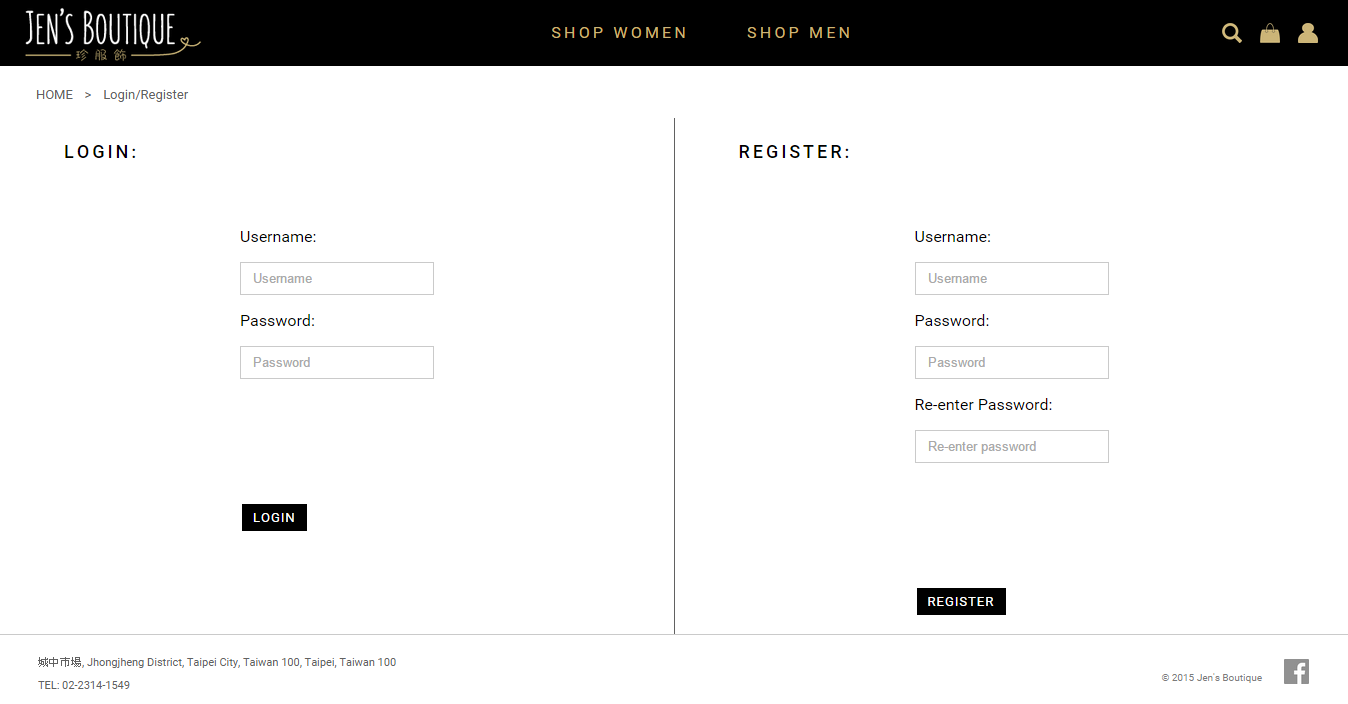 JEN'S BOUTIQUE
珍服飾
SHOP WOMEN
SHOP MEN
HOME > Login/Register
LOGIN:
Username:
Username
Password:
Password
LOGIN
REGISTER:
Username:
Username
Password:
Password
Re-enter Password:
Re-enter password
REGISTER
城中市場, Jhongjheng District, Taipei City, Taiwan 100, Taipei, Taiwan 100
TEL: 02-2314-1549
© 2015 Jen's Boutique